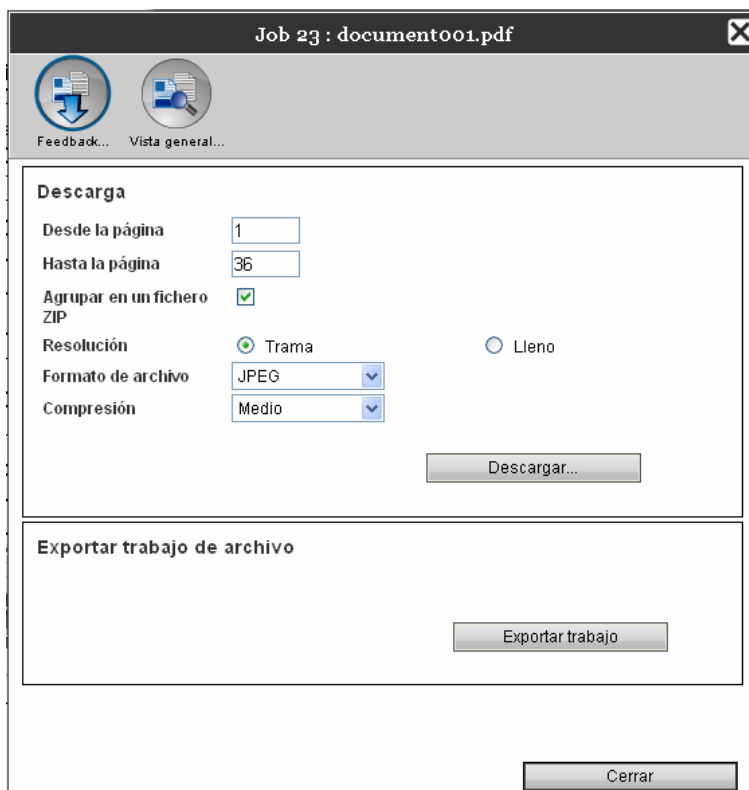 Job 23 : document001.pdf
Feedback... Vista general...
Descarga
Desde la página 1
Hasta la página 36
Agrupar en un fichero
ZIP
Resolución Trama Lleno
Formato de archivo JPEG
Compresión Medio
Descargar...
Exportar trabajo de archivo
Exportar trabajo
Cerrar